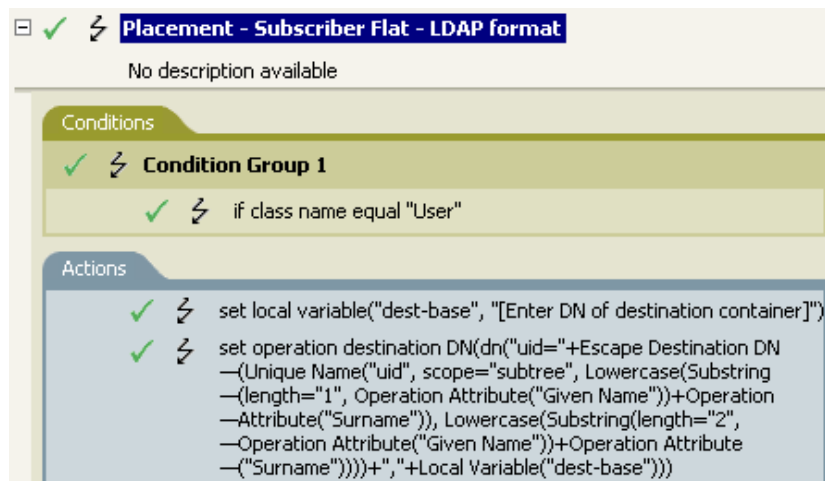 Placement - Subscriber Flat - LDAP format
No description available
Conditions
Condition Group 1
if class name equal "User"
Actions
set local variable("dest-base", "[Enter DN of destination container]")
set operation destination DN(dn("uid="+Escape Destination DN
—(Unique Name("uid", scope="subtree", Lowercase(Substring
—(length="1", Operation Attribute("Given Name"))+Operation
—Attribute("Surname")), Lowercase(Substring(length="2",
—Operation Attribute("Given Name"))+Operation Attribute
—("Surname"))))+","+Local Variable("dest-base")))